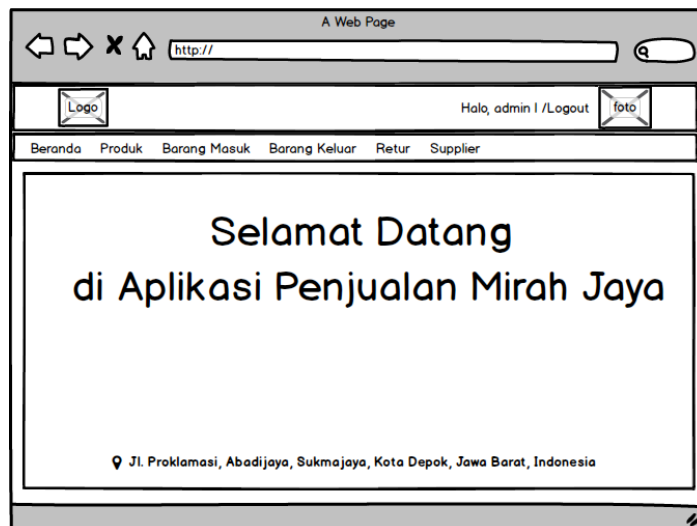 A Web Page
http://
Logo
Halo, admin | /Logout
foto
Beranda Produk Barang Masuk Barang Keluar Retur Supplier
Selamat Datang
di Aplikasi Penjualan Mirah Jaya
Jl. Proklamasi, Abadijaya, Sukmajaya, Kota Depok, Jawa Barat, Indonesia